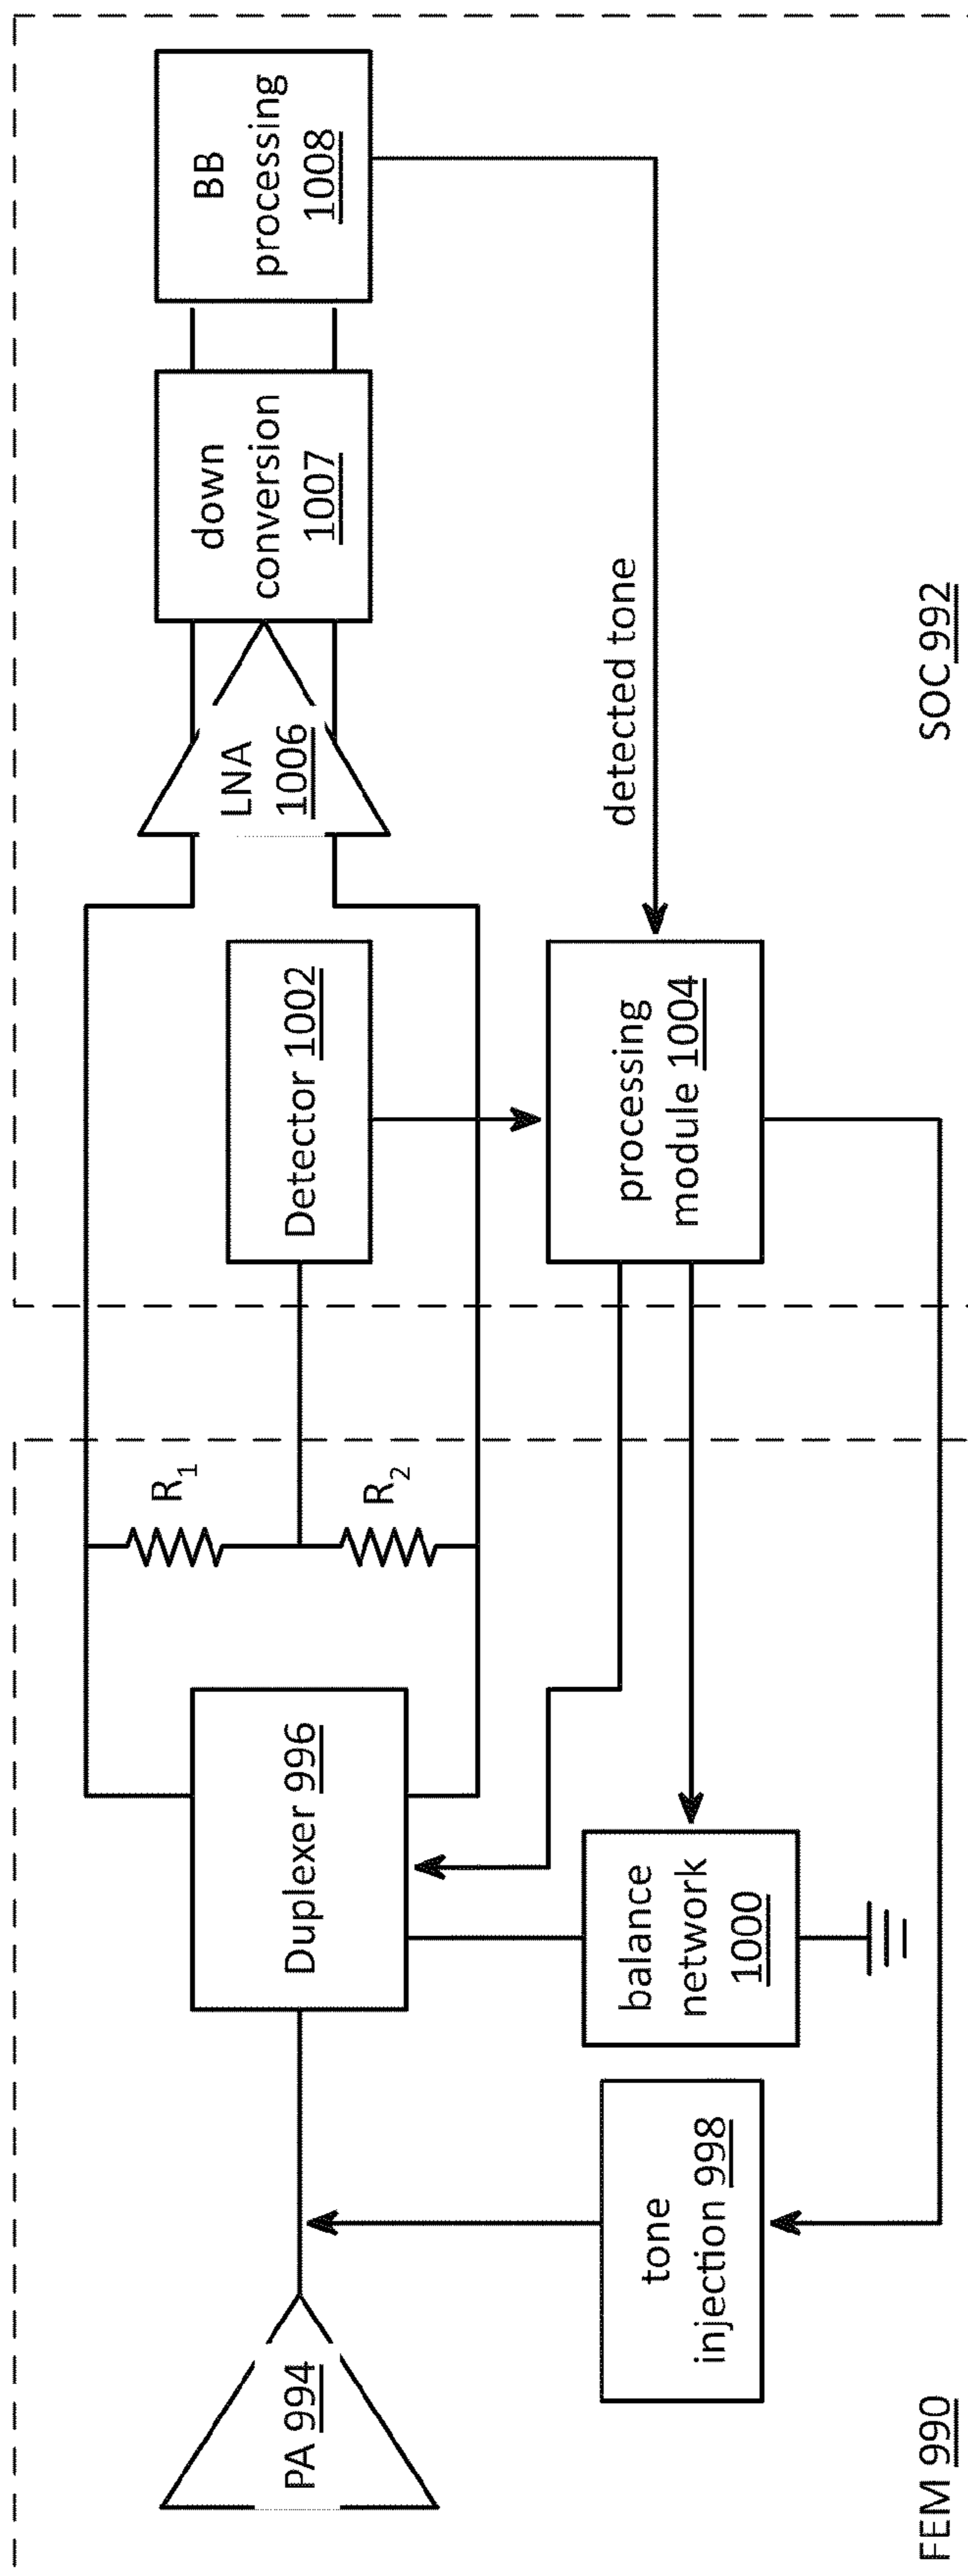 PA 994
Duplexer 996
R1
R2
Detector 1002
LNA
1006
down
conversion
1007
BB
processing
1008
tone
injection 998
balance
network
1000
processing
module 1004
detected tone
FEM 990
SOC 992